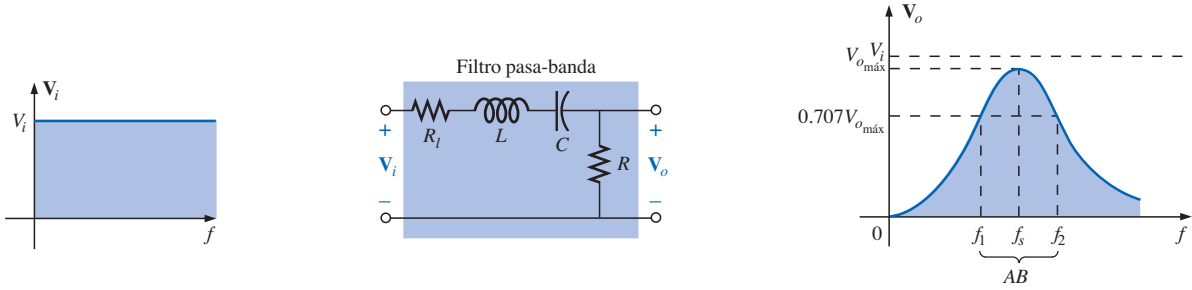 V_i
V_i
f
Filtro pasa-banda
R_l
L
C
R
+
V_i
−
+
V_o
−
V_o
V_i
V_o máx
0.707V_o máx
0
f_1
f_s
f_2
f
AB